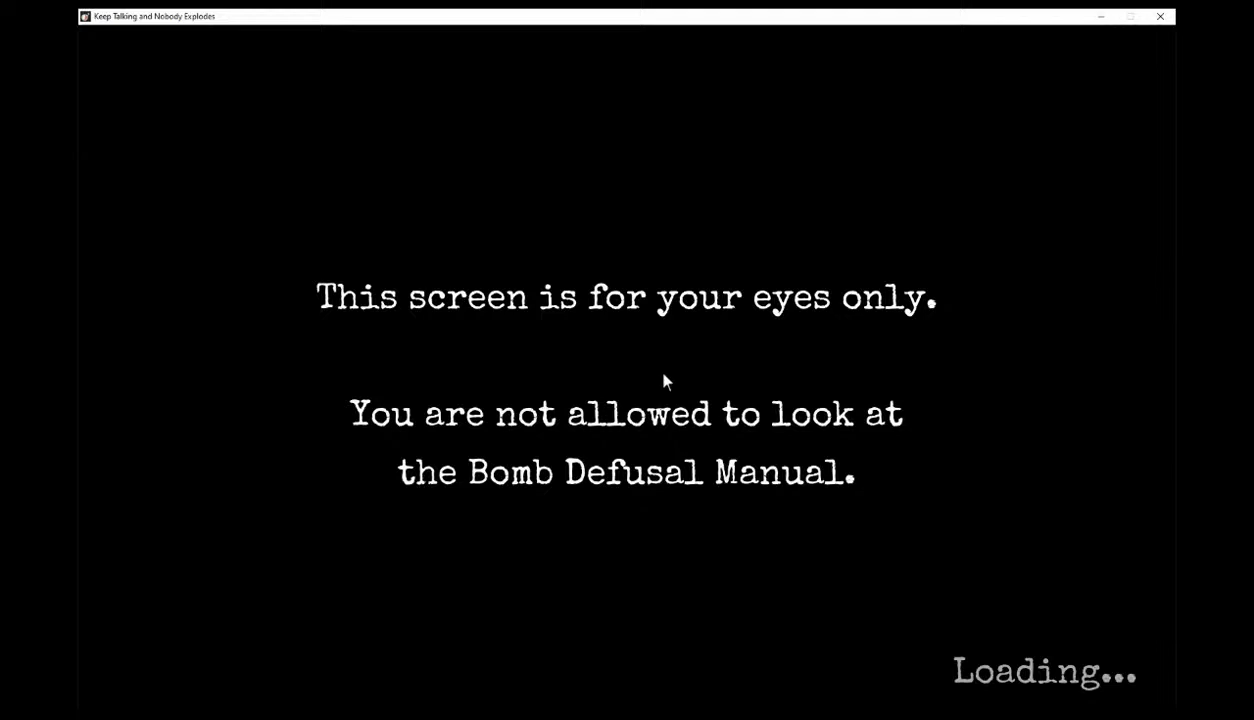 Keep Talking and Nobody Explodes
This screen is for your eyes only.
You are not allowed to look at
the Bomb Defusal Manual.
Loading...